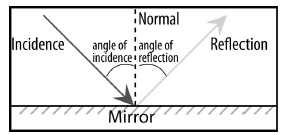 Normal
Incidence
angle of incidence
angle of reflection
Reflection
Mirror